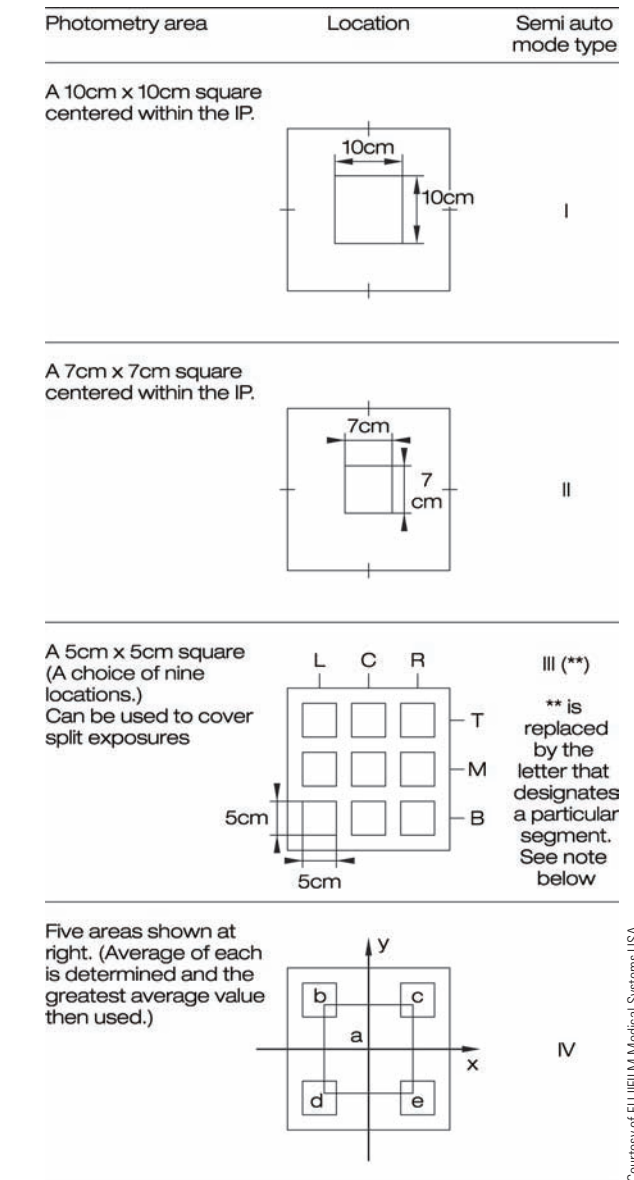 Photometry area
Location
Semi auto
mode type
A 10cm x 10cm square
centered within the IP.
10cm
10cm
I
A 7cm x 7cm square
centered within the IP.
7cm
7
cm
II
A 5cm x 5cm square
(A choice of nine
locations.)
Can be used to cover
split exposures
L C R
T
M
B
5cm
5cm
III (**)
** is
replaced
by the
letter that
designates
a particular
segment.
See note
below
Five areas shown at
right. (Average of each
is determined and the
greatest average value
then used.)
y
b c
a
x
d e
IV
Courtesy of FUJIFILM Medical Systems USA